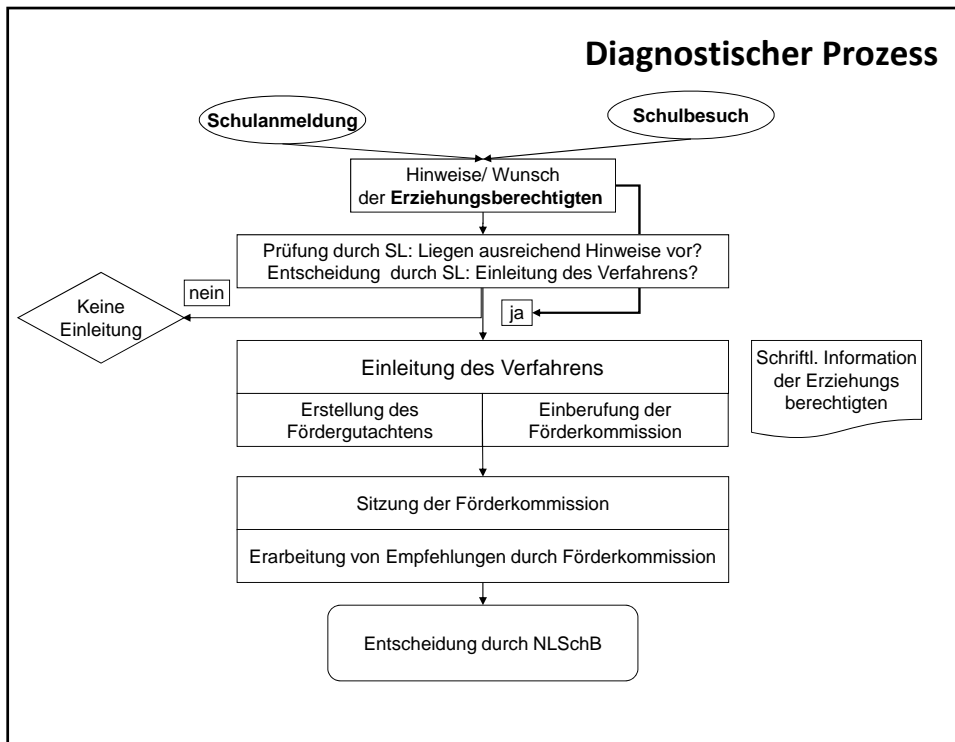 Diagnostischer Prozess
Schulanmeldung
Schulbesuch
Hinweise/ Wunsch
der Erziehungsberechtigten
Prüfung durch SL: Liegen ausreichend Hinweise vor?
Entscheidung durch SL: Einleitung des Verfahrens?
nein
Keine
Einleitung
ja
Einleitung des Verfahrens
Schriftl. Information
der Erziehungs
berechtigten
Erstellung des
Fördergutachtens
Einberufung der
Förderkommission
Sitzung der Förderkommission
Erarbeitung von Empfehlungen durch Förderkommission
Entscheidung durch NLSchB